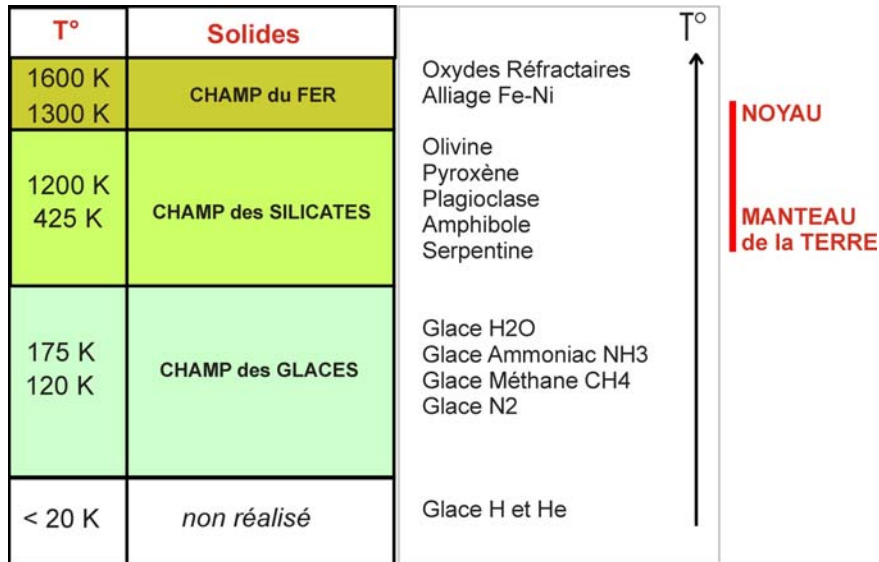 T°
Solides
T°
1600 K
1300 K
CHAMP du FER
Oxydes Réfractaires
Alliage Fe-Ni
NOYAU
1200 K
425 K
CHAMP des SILICATES
Olivine
Pyroxène
Plagioclase
Amphibole
Serpentine
MANTEAU
de la TERRE
175 K
120 K
CHAMP des GLACES
Glace H2O
Glace Ammoniac NH3
Glace Méthane CH4
Glace N2
< 20 K
non réalisé
Glace H et He